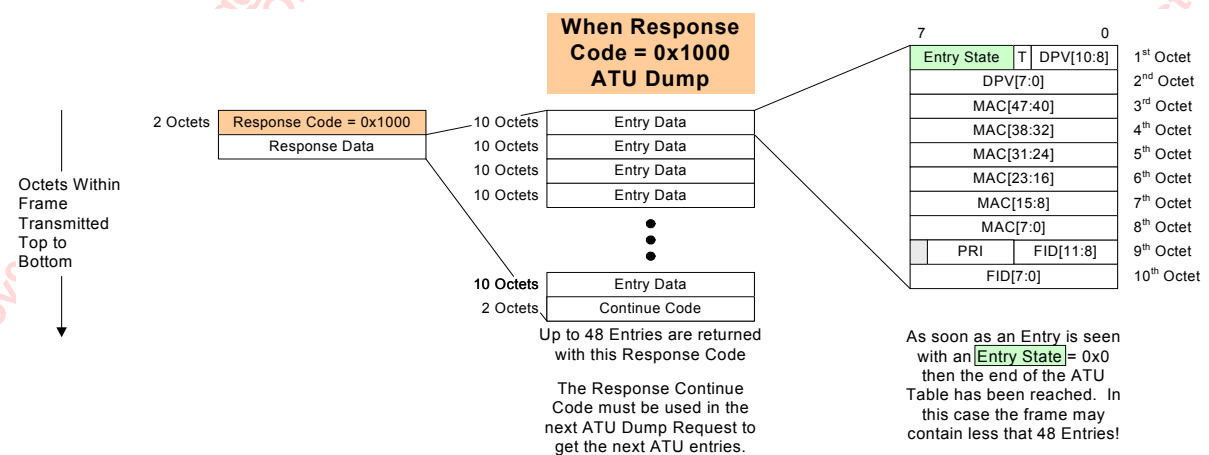 When Response
Code = 0x1000
ATU Dump
7 0
Entry State T DPV[10:8] 1st Octet
DPV[7:0] 2nd Octet
MAC[47:40] 3rd Octet
MAC[38:32] 4th Octet
MAC[31:24] 5th Octet
MAC[23:16] 6th Octet
MAC[15:8] 7th Octet
MAC[7:0] 8th Octet
PRI FID[11:8] 9th Octet
FID[7:0] 10th Octet
2 Octets Response Code = 0x1000
Response Data
10 Octets Entry Data
10 Octets Entry Data
10 Octets Entry Data
10 Octets Entry Data
10 Octets Entry Data
2 Octets Continue Code
Octets Within
Frame
Transmitted
Top to
Bottom
Up to 48 Entries are returned
with this Response Code
The Response Continue
Code must be used in the
next ATU Dump Request to
get the next ATU entries.
As soon as an Entry is seen
with an Entry State = 0x0
then the end of the ATU
Table has been reached. In
this case the frame may
contain less that 48 Entries!